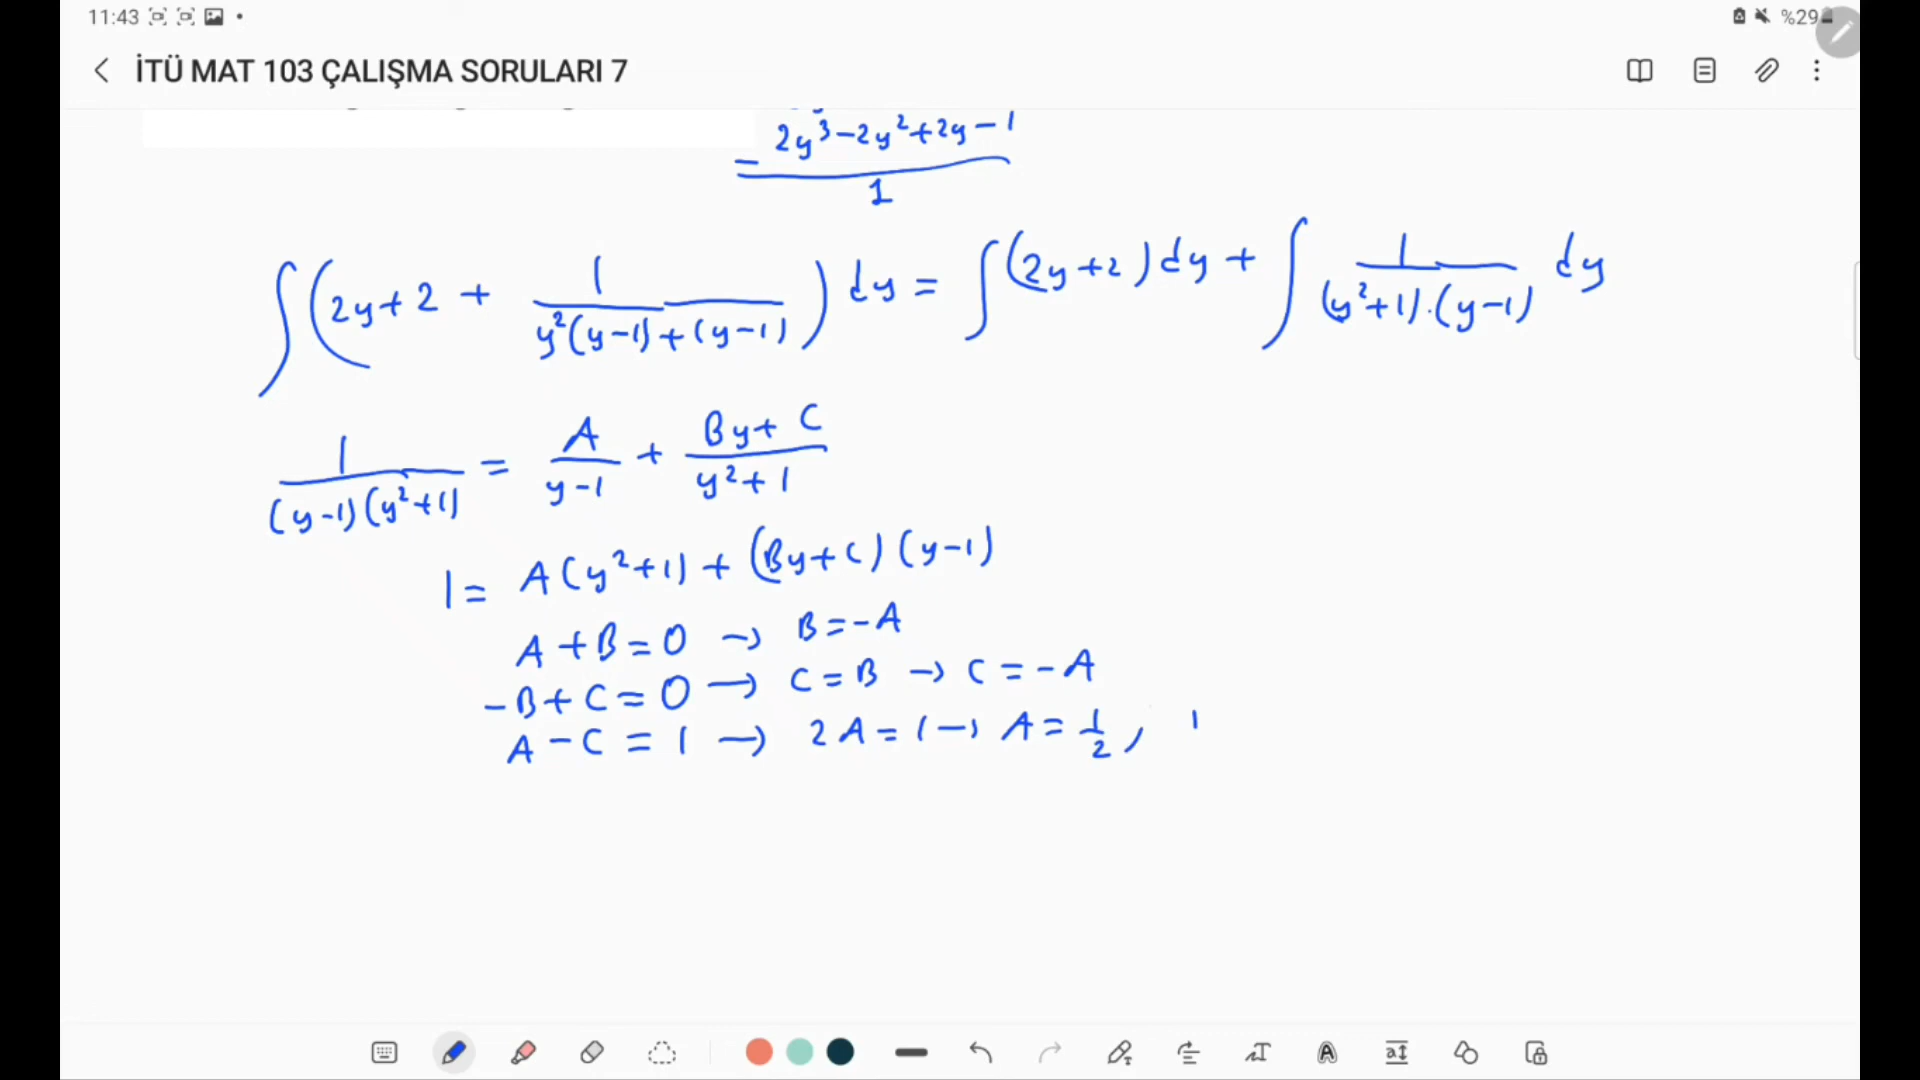 11:43 %29
İTÜ MAT 103 ÇALIŞMA SORULARI 7
2y³-2y²+2y-1
-
1
∫(2y+2 + 1/(y²(y-1)+(y-1))) dy = ∫(2y+2)dy + ∫ 1/((y²+1).(y-1)) dy
1/((y-1)(y²+1)) = A/(y-1) + (By+C)/(y²+1)
1= A(y²+1) + (By+C)(y-1)
A+B=0 → B=-A
-B+C=0 → C=B → C=-A
A-C=1 → 2A=1 → A=1/2,